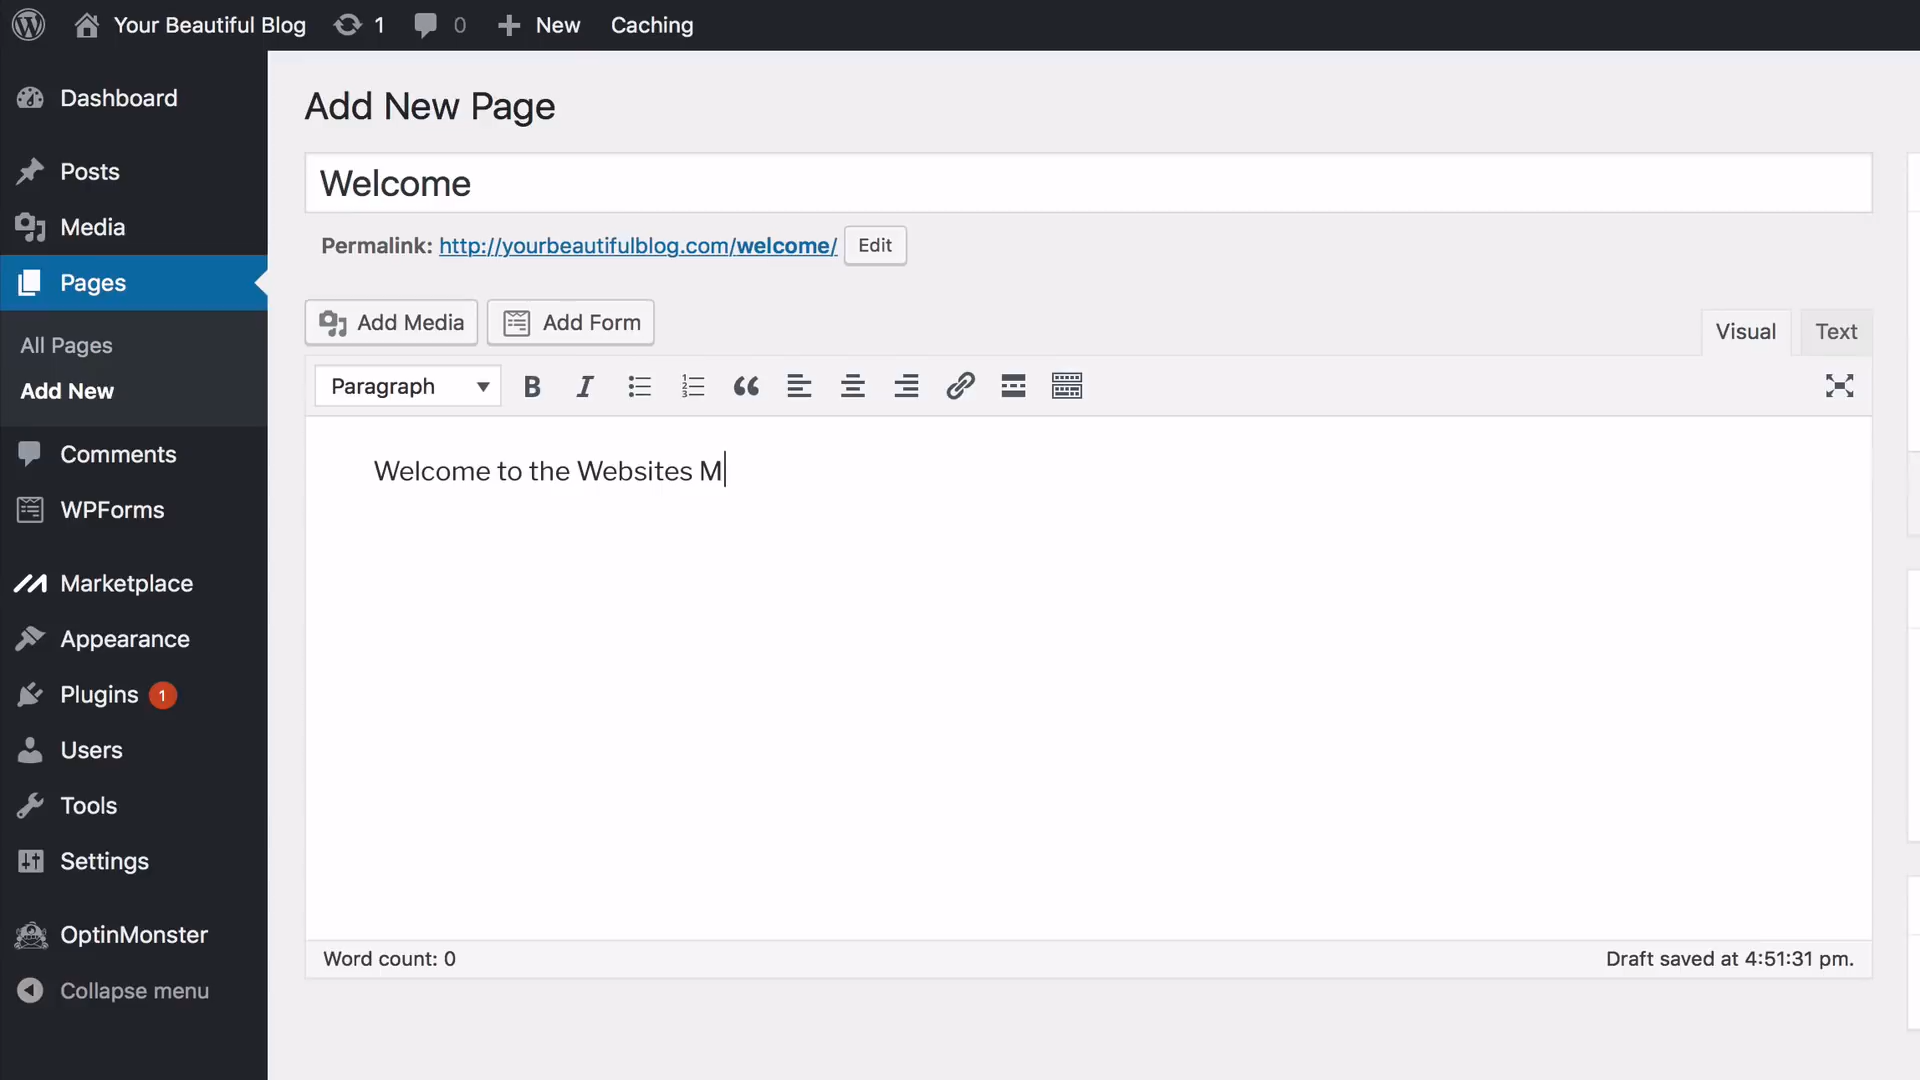 Your Beautiful Blog 1 0 New Caching
Dashboard
Posts
Media
Pages
All Pages
Add New
Comments
WPForms
Marketplace
Appearance
Plugins 1
Users
Tools
Settings
OptinMonster
Collapse menu
Add New Page
Welcome
Permalink: http://yourbeautifulblog.com/welcome/ Edit
Add Media Add Form
Visual Text
Paragraph
Welcome to the Websites M
Word count: 0
Draft saved at 4:51:31 pm.